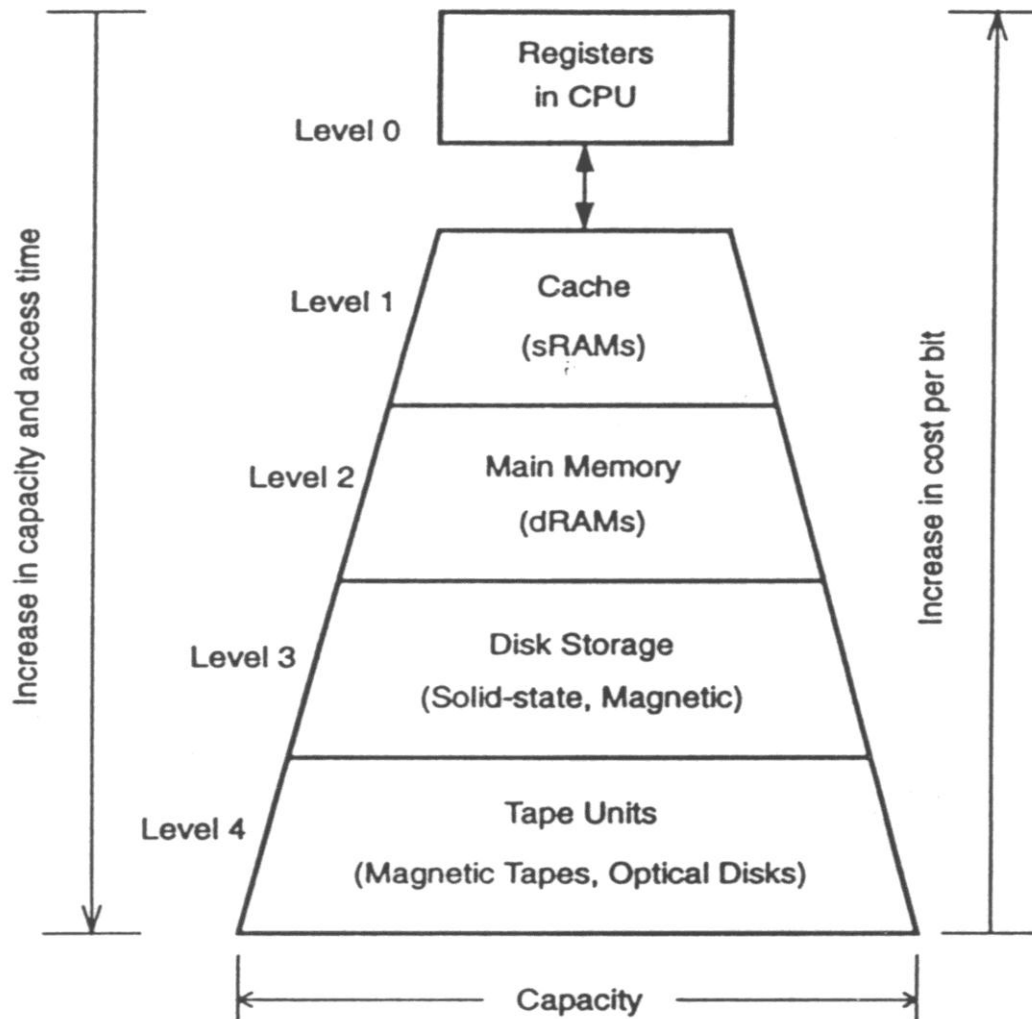 Registers
in CPU
Level 0
Cache
Level 1
(sRAMs)
Main Memory
Level 2
(dRAMs)
Disk Storage
Level 3
(Solid-state, Magnetic)
Tape Units
Level 4
(Magnetic Tapes, Optical Disks)
Capacity
Increase in capacity and access time
Increase in cost per bit